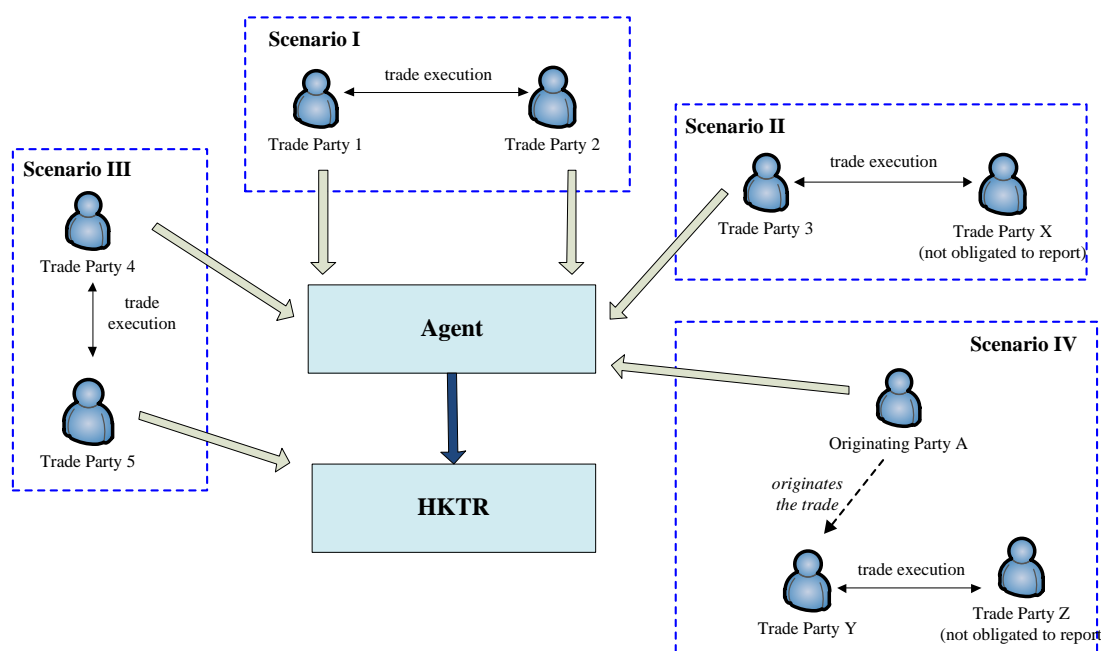 Scenario I
trade execution
Trade Party 1
Trade Party 2
Scenario II
trade execution
Trade Party 3
Trade Party X
(not obligated to report)
Scenario III
Trade Party 4
trade
execution
Trade Party 5
Agent
HKTR
Scenario IV
Originating Party A
originates
the trade
trade execution
Trade Party Y
Trade Party Z
(not obligated to report